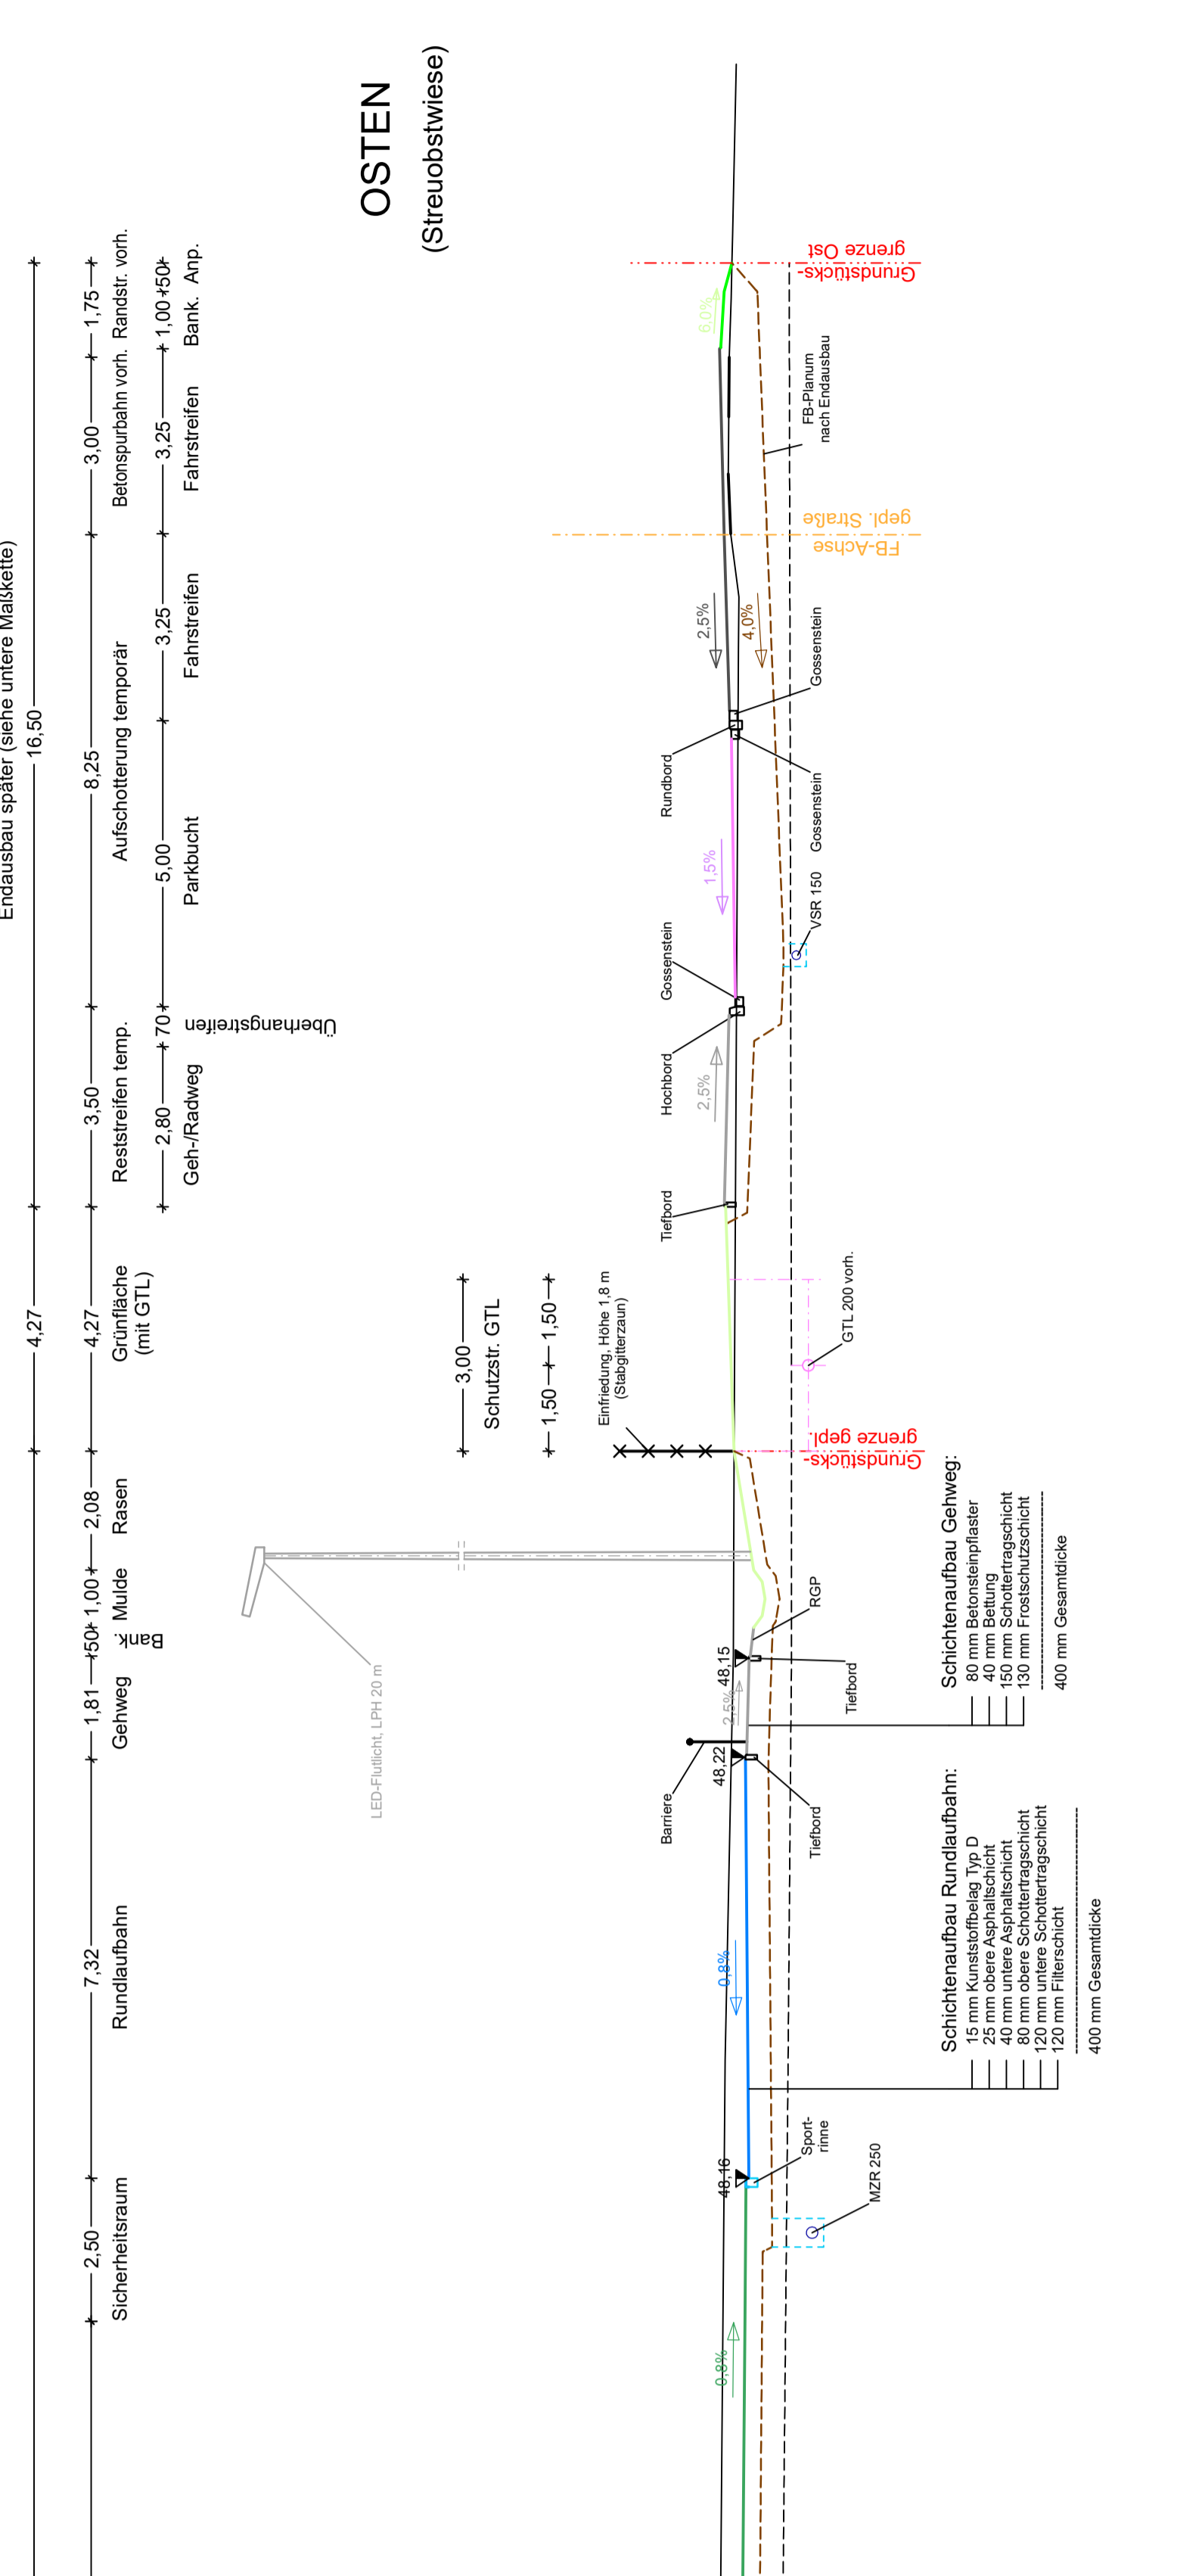 OSTEN
(Streuobstwiese)
Endausbau später (siehe untere Maßkette)
4,27
16,50
2,50
7,32
1,81
50
1,00
2,08
4,27
3,50
8,25
3,00
1,75
Sicherheitsraum
Rundlaufbahn
Gehweg
Bank.
Mulde
Rasen
Grünfläche
(mit GTL)
Reststreifen temp.
Aufschotterung temporär
Betonspurbahn vorh.
Randstr. vorh.
2,80
70
5,00
3,25
3,25
1,00
50
Geh-/Radweg
Überhangstreifen
Parkbucht
Fahrstreifen
Fahrstreifen
Bank.
Anp.
LED-Flutlicht, LPH 20 m
3,00
Schutzstr. GTL
1,50
1,50
Einfriedung, Höhe 1,8 m
(Stabgitterzaun)
Barriere
Tiefbord
Hochbord
Gossenstein
Rundbord
0,8%
48,16
0,8%
48,22
2,5%
48,15
2,5%
1,5%
2,5%
4,0%
6,0%
Sport-
rinne
MZR 250
Tiefbord
Tiefbord
RGP
Grundstücks-
grenze gepl.
GTL 200 vorh.
VSR 150
Gossenstein
Gossenstein
FB-Achse
gepl. Straße
FB-Planum
nach Endausbau
Grundstücks-
grenze Ost
Schichtenaufbau Rundlaufbahn:
15 mm Kunststoffbelag Typ D
25 mm obere Asphaltschicht
40 mm untere Asphaltschicht
80 mm obere Schottertragschicht
120 mm untere Schottertragschicht
120 mm Filterschicht
400 mm Gesamtdicke
Schichtenaufbau Gehweg:
80 mm Betonsteinpflaster
40 mm Bettung
150 mm Schottertragschicht
130 mm Frostschutzschicht
400 mm Gesamtdicke